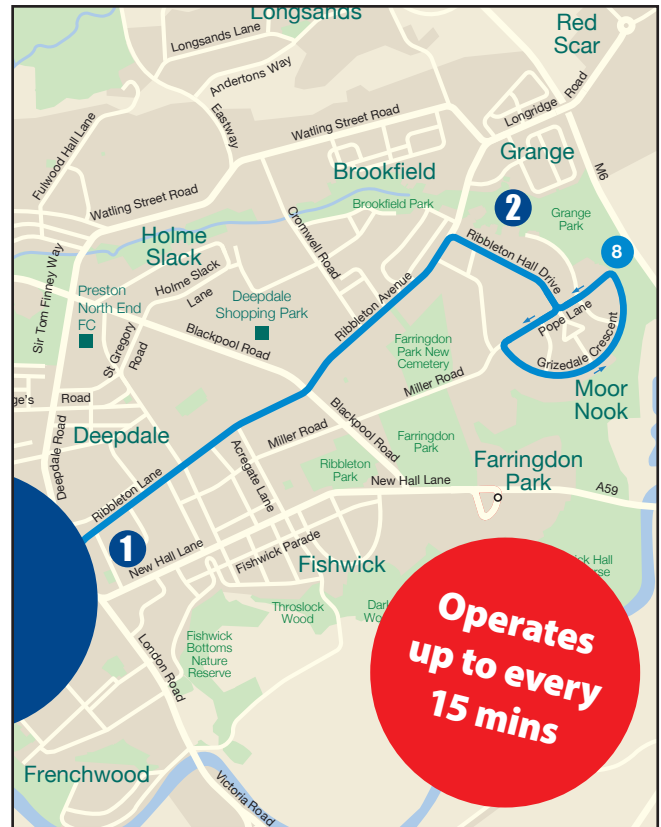 Longsands
Red
Scar
Longsands Lane
Andertons Way
Eastway
Fulwood Hall Lane
Watling Street Road
Longridge Road
M6
Grange
Brookfield
Brookfield Park
Watling Street Road
2
Grange
Park
Cromwell Road
Holme
Slack
Ribbleton Hall Drive
8
Sir Tom Finney Way
Preston
North End
FC
Holme Slack
Lane
Deepdale
Shopping Park
Ribbleton Avenue
Pope Lane
Grizedale Crescent
St Gregory
Road
Blackpool Road
Farringdon
Park New
Cemetery
Moor
Nook
ge's
Road
Miller Road
Deepdale Road
Deepdale
Blackpool Road
Miller Road
Acregate Lane
Farringdon
Park
Ribbleton
Park
Farringdon
Park
Ribbleton Lane
New Hall Lane
A59
1
New Hall Lane
Fishwick Parade
Fishwick
ick Hall
rse
Throslock
Wood
Dar
Wo
Operates
up to every
15 mins
London Road
Fishwick
Bottoms
Nature
Reserve
Frenchwood
Victoria Road